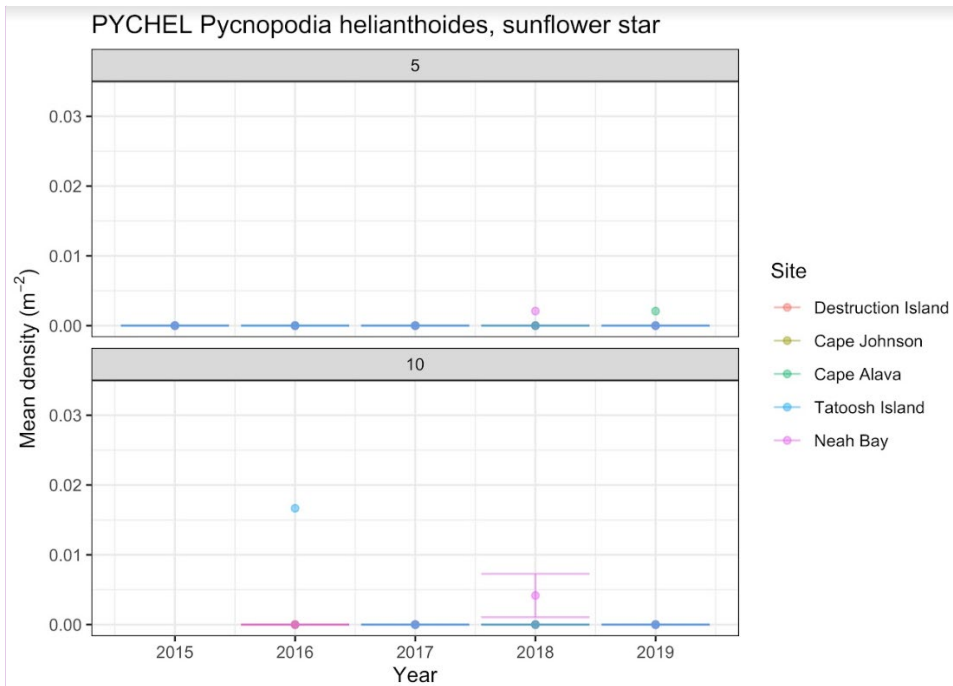 PYCHEL Pycnopodia helianthoides, sunflower star
5
0.03
0.02
0.01
0.00
10
0.03
0.02
0.01
0.00
Mean density (m⁻²)
2015 2016 2017 2018 2019
Year
Site
Destruction Island
Cape Johnson
Cape Alava
Tatoosh Island
Neah Bay